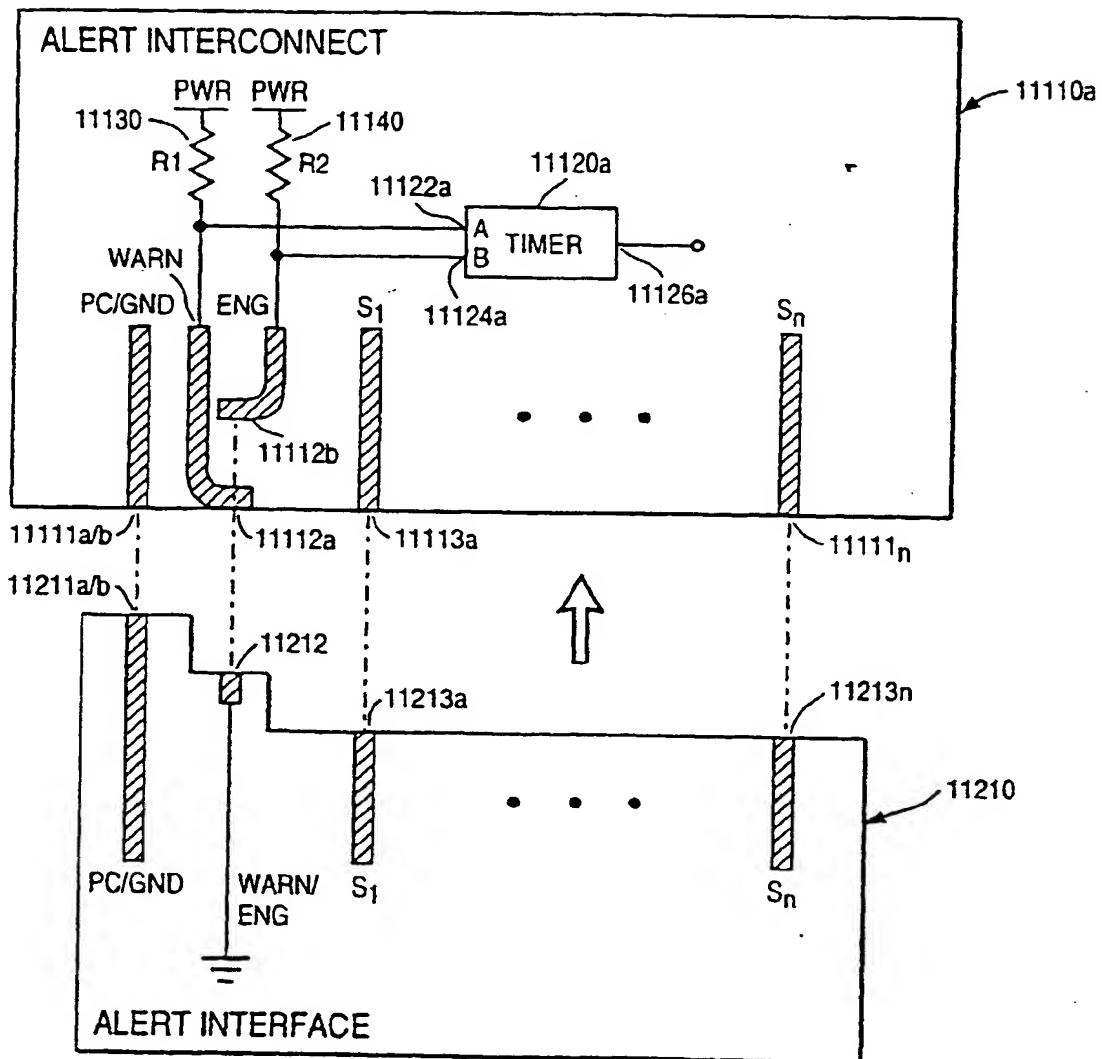 ALERT INTERCONNECT
PWR PWR
11130 11140
R1 R2
11110a
11120a
11122a
A
TIMER
B
WARN
PC/GND ENG
11124a 11126a
S1 Sn
11112b
11111a/b 11112a 11113a 11111n
11211a/b
11212
11213a 11213n
11210
PC/GND WARN/ S1 Sn
ENG
ALERT INTERFACE